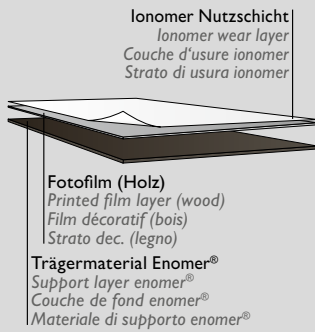 Ionomer Nutzschicht
Ionomer wear layer
Couche d'usure ionomer
Strato di usura ionomer
Fotofilm (Holz)
Printed film layer (wood)
Film décoratif (bois)
Strato dec. (legno)
Trägermaterial Enomer®
Support layer enomer®
Couche de fond enomer®
Materiale di supporto enomer®